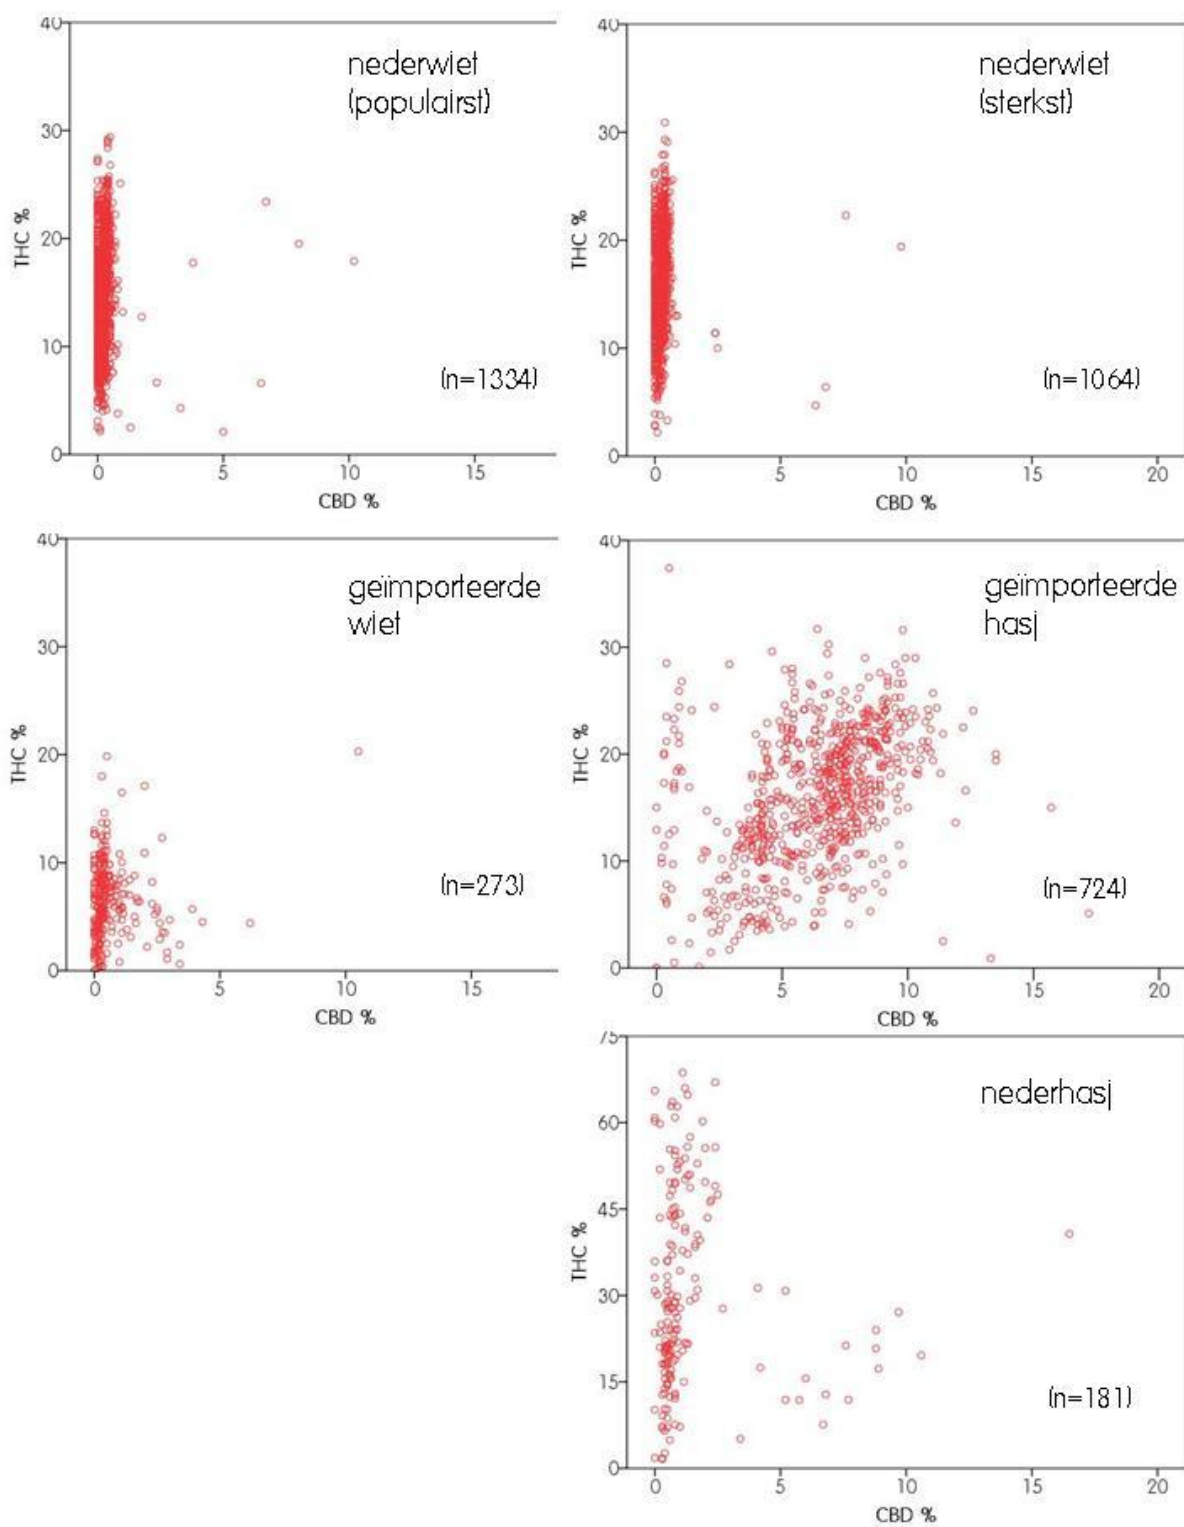 40
30
20
10
0
THC %
nederwiet
(populairst)
(n=1334)
0 5 10 15
CBD %
40
30
20
10
0
THC %
nederwiet
(sterkst)
(n=1064)
0 5 10 15 20
CBD %
40
30
20
10
0
THC %
geïmporteerde
wiet
(n=273)
0 5 10 15
CBD %
40
30
20
10
0
THC %
geïmporteerde
hasj
(n=724)
0 5 10 15 20
CBD %
75
60
45
30
15
0
THC %
nederhasj
(n=181)
0 5 10 15 20
CBD %